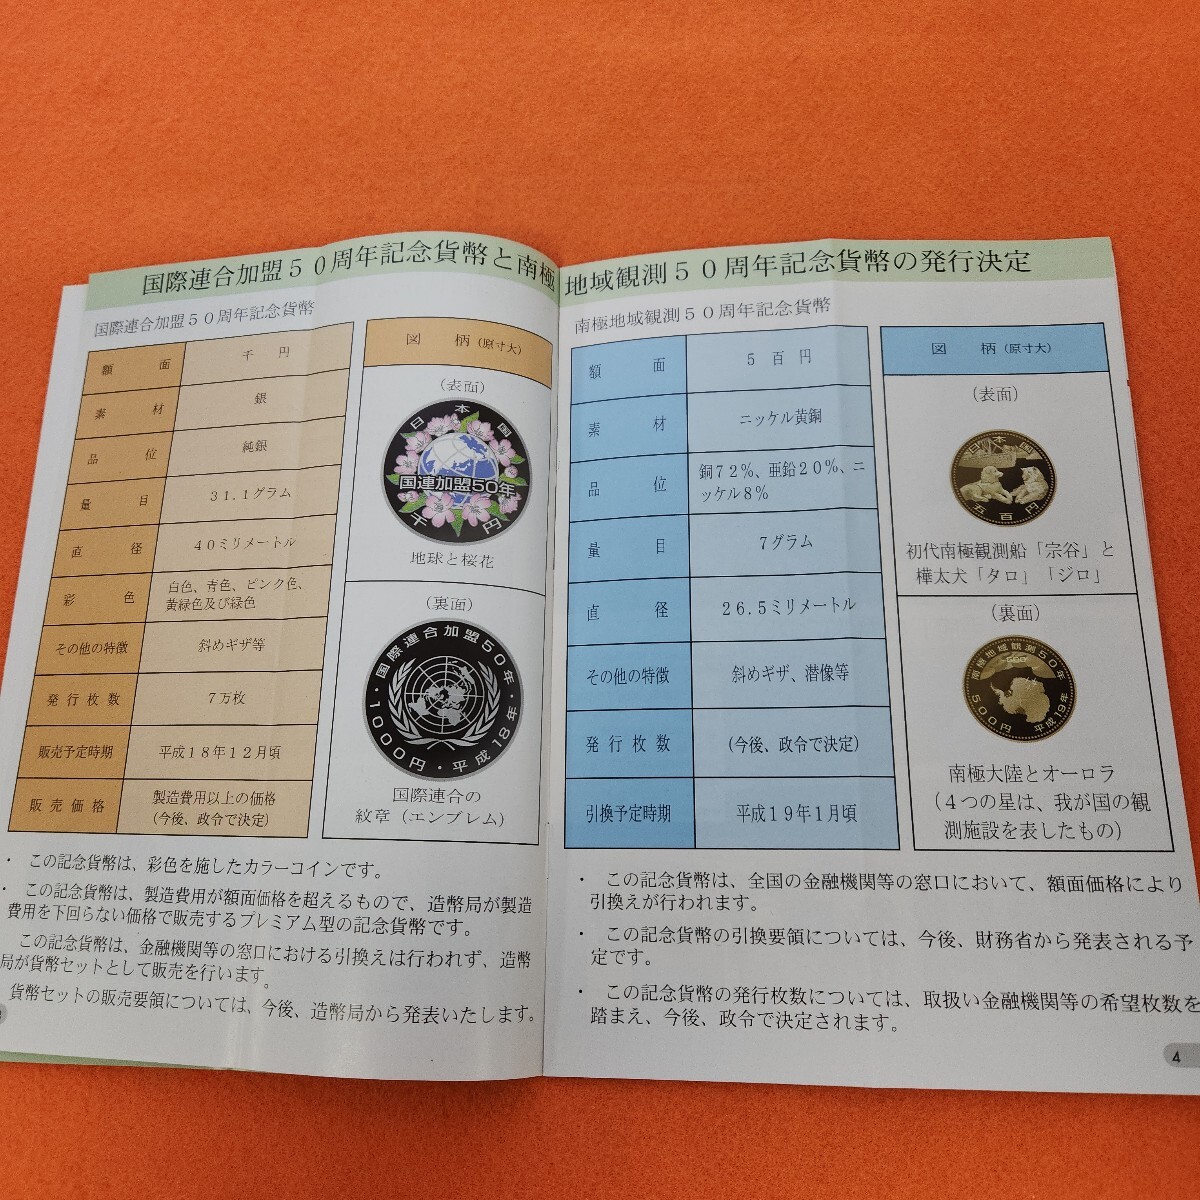 国際連合加盟５０周年記念貨幣と南極地域観測５０周年記念貨幣の発行決定
国際連合加盟５０周年記念貨幣
額面 千円
素材 銀
品位 純銀
量目 ３１.１グラム
直径 ４０ミリメートル
彩色 白色、青色、ピンク色、
黄緑色及び緑色
その他の特徴 斜めギザ等
発行枚数 ７万枚
販売予定時期 平成１８年１２月頃
販売価格 製造費用以上の価格
(今後、政令で決定)
図柄（原寸大）
（表面）
日本国
国連加盟50年
千円
地球と桜花
（裏面）
国際連合加盟50年・
1000円・平成18年・
国際連合の
紋章（エンブレム）
・ この記念貨幣は、彩色を施したカラーコインです。
・ この記念貨幣は、製造費用が額面価格を超えるもので、造幣局が製造
費用を下回らない価格で販売するプレミアム型の記念貨幣です。
この記念貨幣は、金融機関等の窓口における引換えは行われず、造幣
局が貨幣セットとして販売を行います。
貨幣セットの販売要領については、今後、造幣局から発表いたします。
南極地域観測５０周年記念貨幣
額面 ５百円
素材 ニッケル黄銅
品位 銅７２％、亜鉛２０％、ニ
ッケル８％
量目 ７グラム
直径 ２６.５ミリメートル
その他の特徴 斜めギザ、潜像等
発行枚数 (今後、政令で決定)
引換予定時期 平成１９年１月頃
図柄（原寸大）
（表面）
日本国
五百円
初代南極観測船「宗谷」と
樺太犬「タロ」「ジロ」
（裏面）
南極地域観測50年
500円 平成19年
南極大陸とオーロラ
（４つの星は、我が国の観
測施設を表したもの）
・ この記念貨幣は、全国の金融機関等の窓口において、額面価格により
引換えが行われます。
・ この記念貨幣の引換要領については、今後、財務省から発表される予
定です。
・ この記念貨幣の発行枚数については、取扱い金融機関等の希望枚数を
踏まえ、今後、政令で決定されます。
4